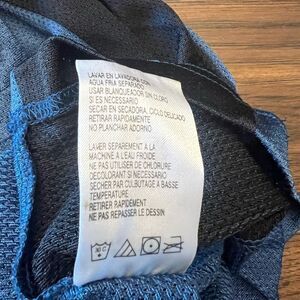 LAVAR EN LAVADORA CON
AGUA FRIA SEPARADO
USAR BLANQUEADOR SIN CLORO
SI ES NECESARIO
SECAR EN SECADORA, CICLO DELICADO
RETIRAR RAPIDAMENTE
NO PLANCHAR ADORNO
LAVER SEPAREMENT A LA
MACHINE A L'EAU FROIDE
NE PAS UTILISER DE CHLORURE
DECOLORANT SI NECESSAIRE
SECHER PAR CULBUTAGE A BASSE
TEMPERATURE
RETIRER RAPIDEMENT
NE PAS REPASSER LE DESSIN